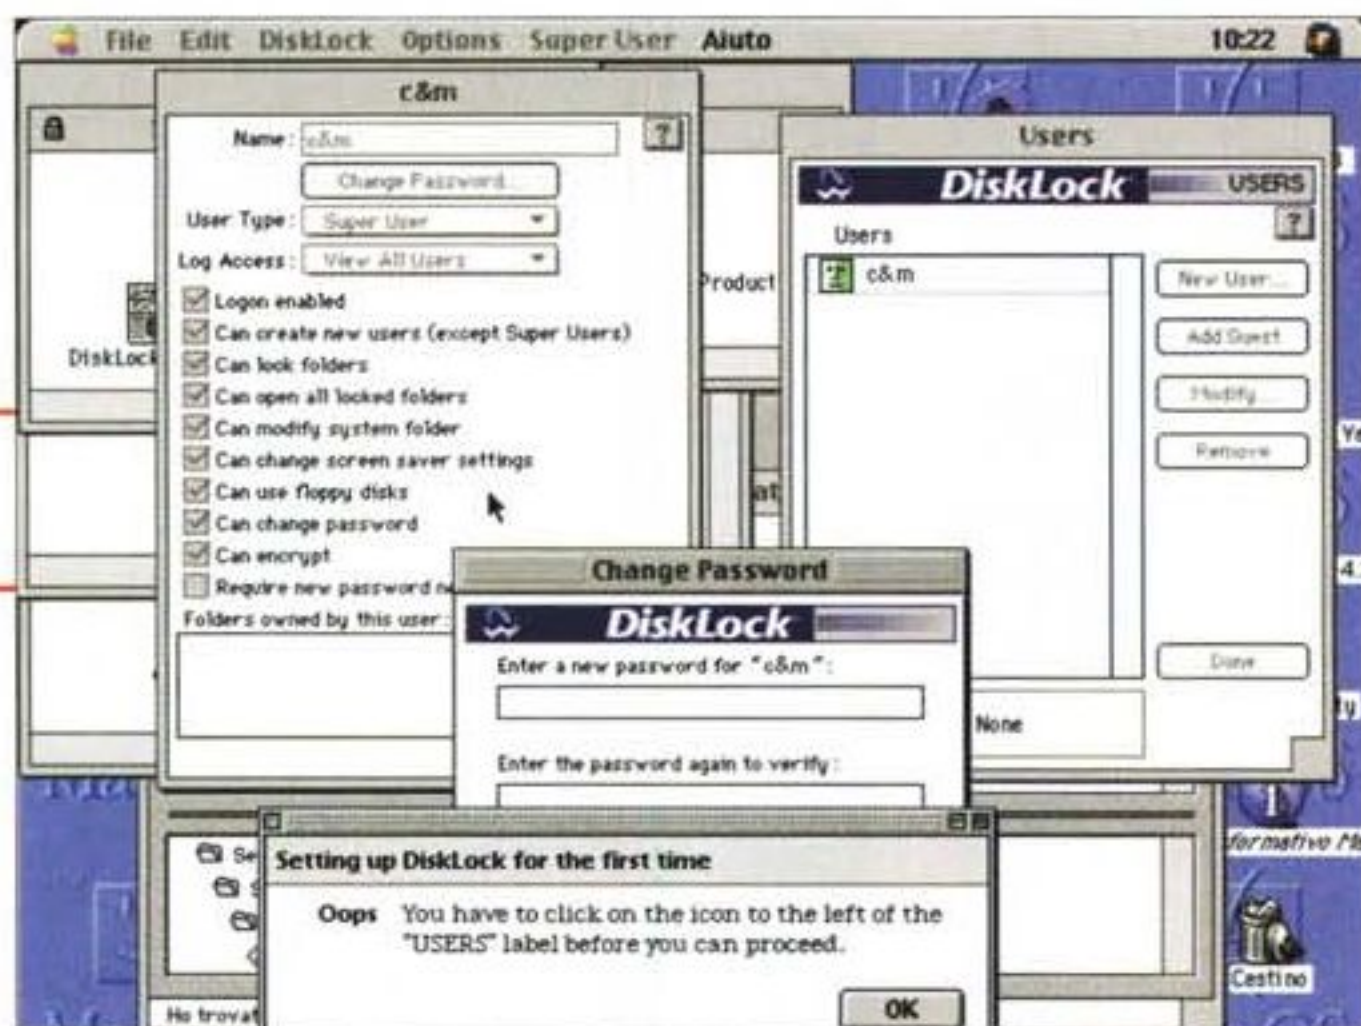 File Edit DiskLock Options Super User Aiuto 10:22
c&m
Name: c&m ?
Change Password...
User Type: Super User
Log Access: View All Users
Logon enabled
Can create new users (except Super Users)
Can lock folders
Can open all locked folders
Can modify system folder
Can change screen saver settings
Can use floppy disks
Can change password
Can encrypt
Require new password
Folders owned by this user:
DiskLock
Product
Users
DiskLock USERS
?
Users
c&m
New User...
Add Guest
Modify...
Remove
Done
None
Change Password
DiskLock
Enter a new password for "c&m":
Enter the password again to verify:
Setting up DiskLock for the first time
Oops You have to click on the icon to the left of the
"USERS" label before you can proceed.
OK
Ho trovat
formativo
Cestino